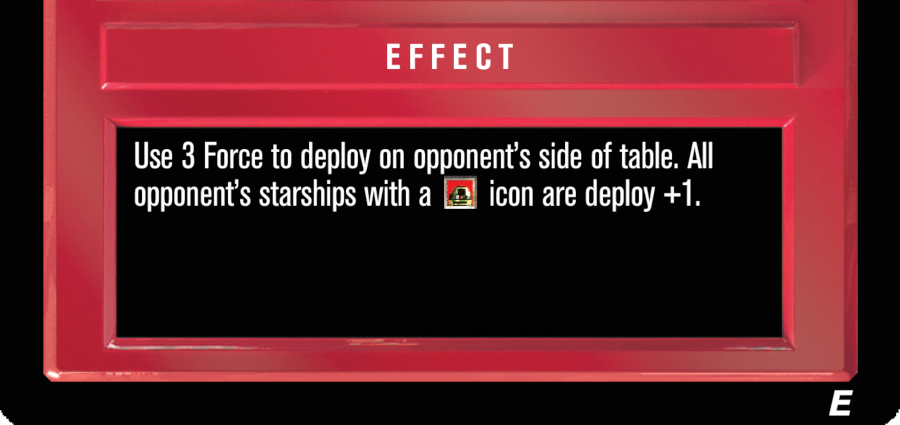 EFFECT
Use 3 Force to deploy on opponent's side of table. All
opponent's starships with a icon are deploy +1.
E